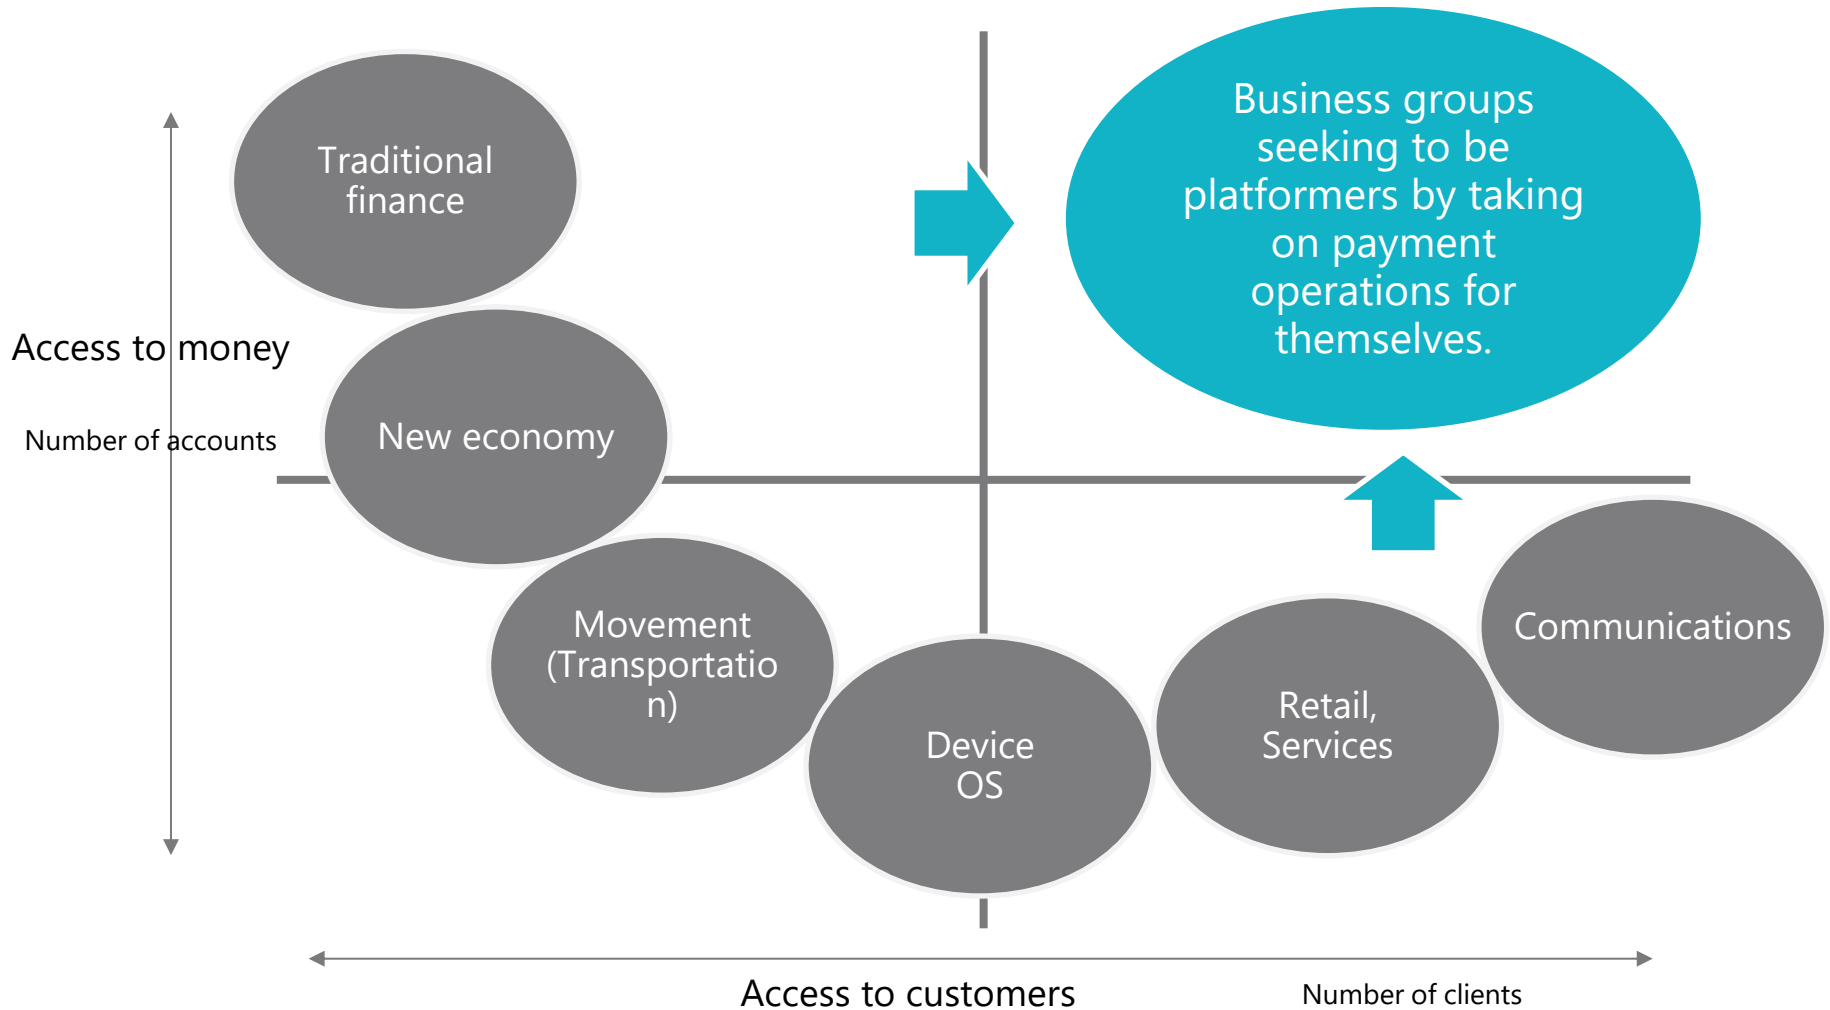 Traditional
finance
Business groups
seeking to be
platformers by taking
on payment
operations for
themselves.
Access to money
Number of accounts
New economy
Movement
(Transportatio
n)
Device
OS
Retail,
Services
Communications
Access to customers
Number of clients